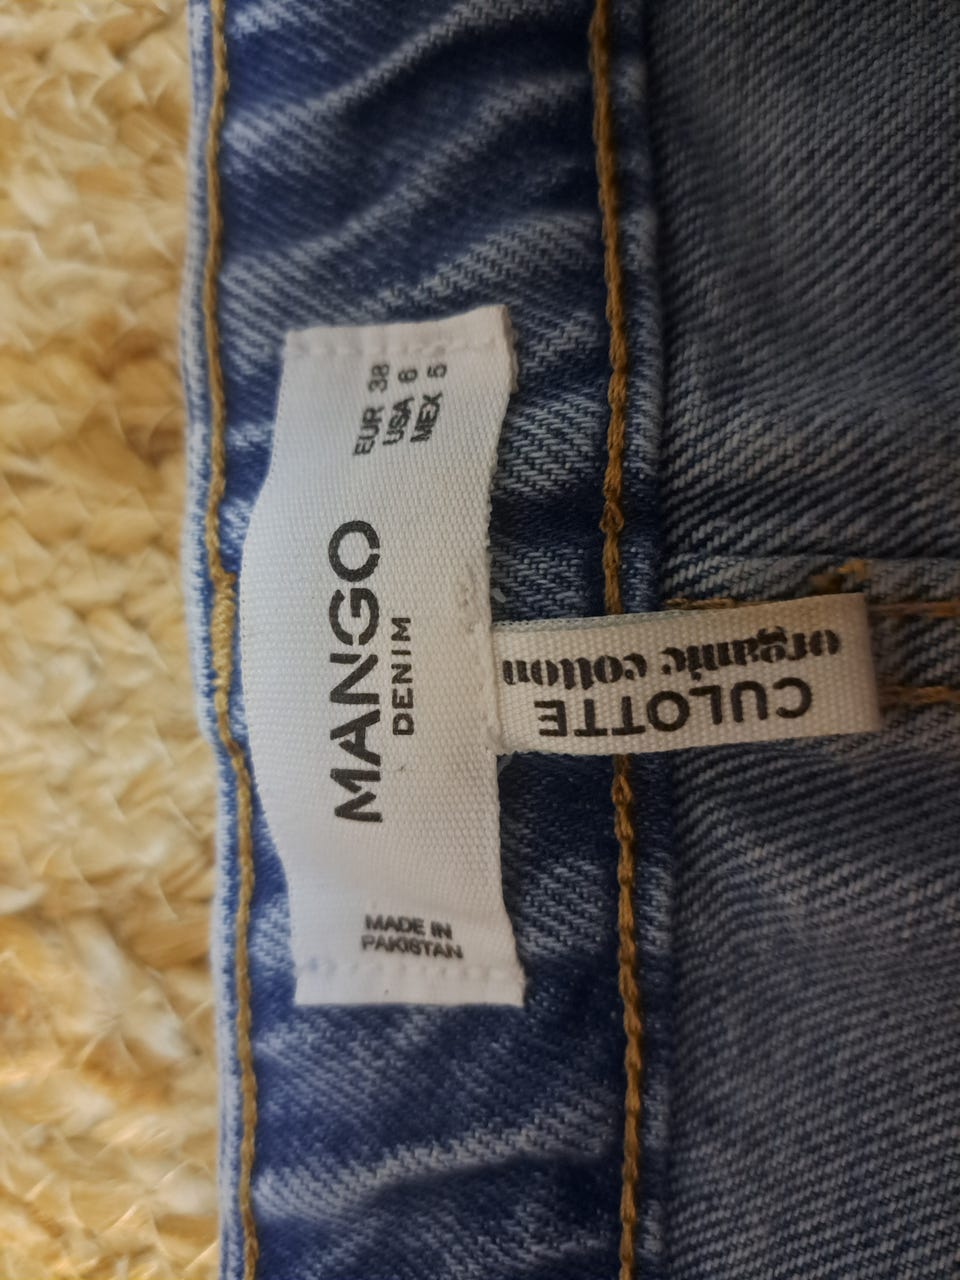 MANGO
DENIM
EUR 38
USA 6
MEX 5
MADE IN
PAKISTAN
CULOTTE
organic cotton